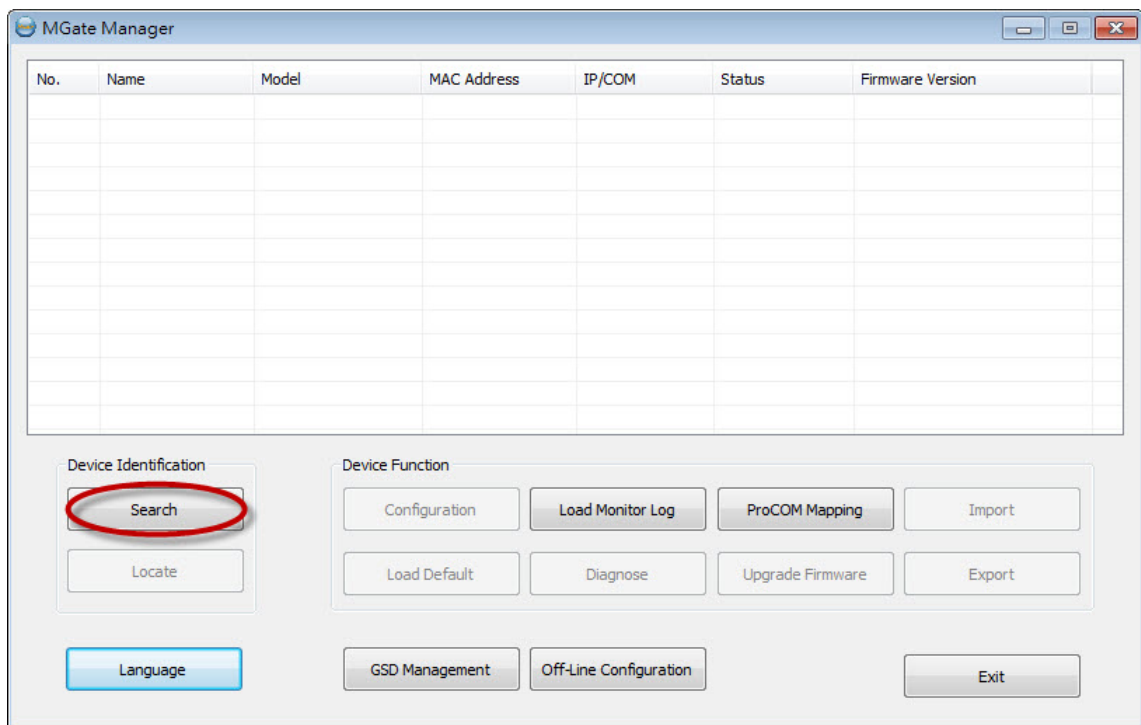 MGate Manager
No. Name Model MAC Address IP/COM Status Firmware Version
Device Identification
Search
Locate
Device Function
Configuration Load Monitor Log ProCOM Mapping Import
Load Default Diagnose Upgrade Firmware Export
Language GSD Management Off-Line Configuration Exit